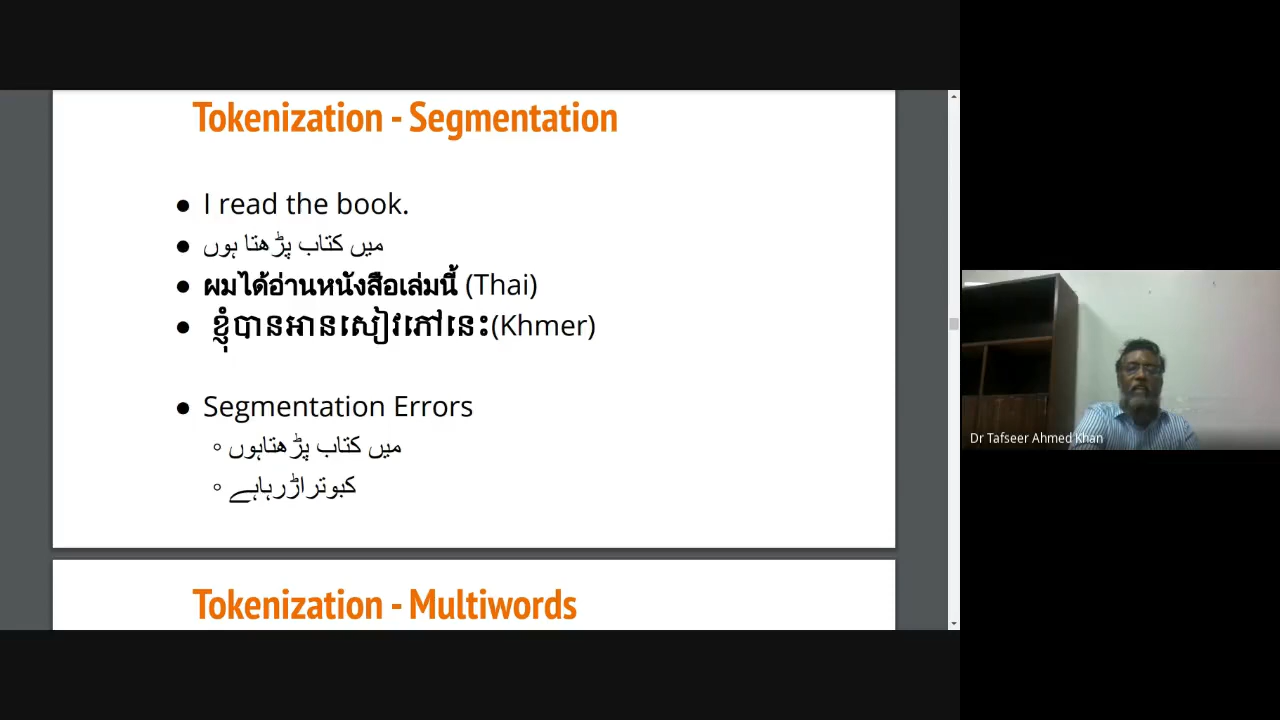 Tokenization - Segmentation
● I read the book.
● میں کتاب پڑھتا ہوں
● ผมได้อ่านหนังสือเล่มนี้ (Thai)
● ខ្ញុំបានអានសៀវភៅនេះ(Khmer)
● Segmentation Errors
○ میں کتاب پڑھتاہوں
○ کبوتراڑرہاہے
Tokenization - Multiwords
Dr Tafseer Ahmed Khan